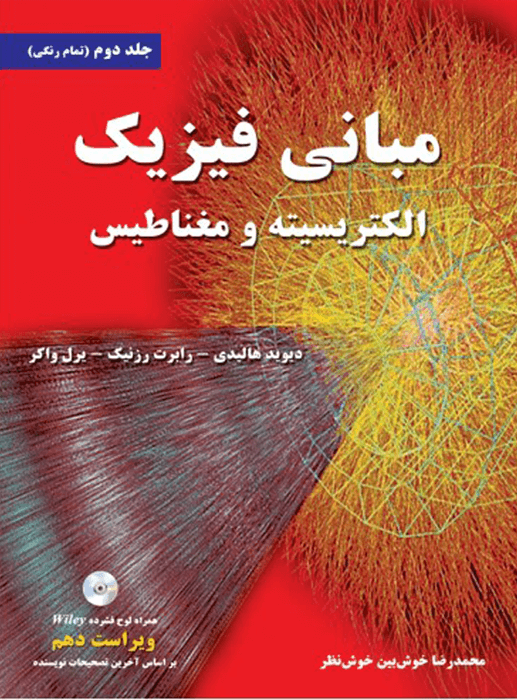 جلد دوم (تمام رنگی)
مبانی فیزیک
الکتریسیته و مغناطیس
دیوید هالیدی - رابرت رزنیک - یرل واکر
همراه لوح فشرده Wiley
ویراست دهم
بر اساس آخرین تصحیحات نویسنده
محمدرضا خوش‌بین خوش‌نظر